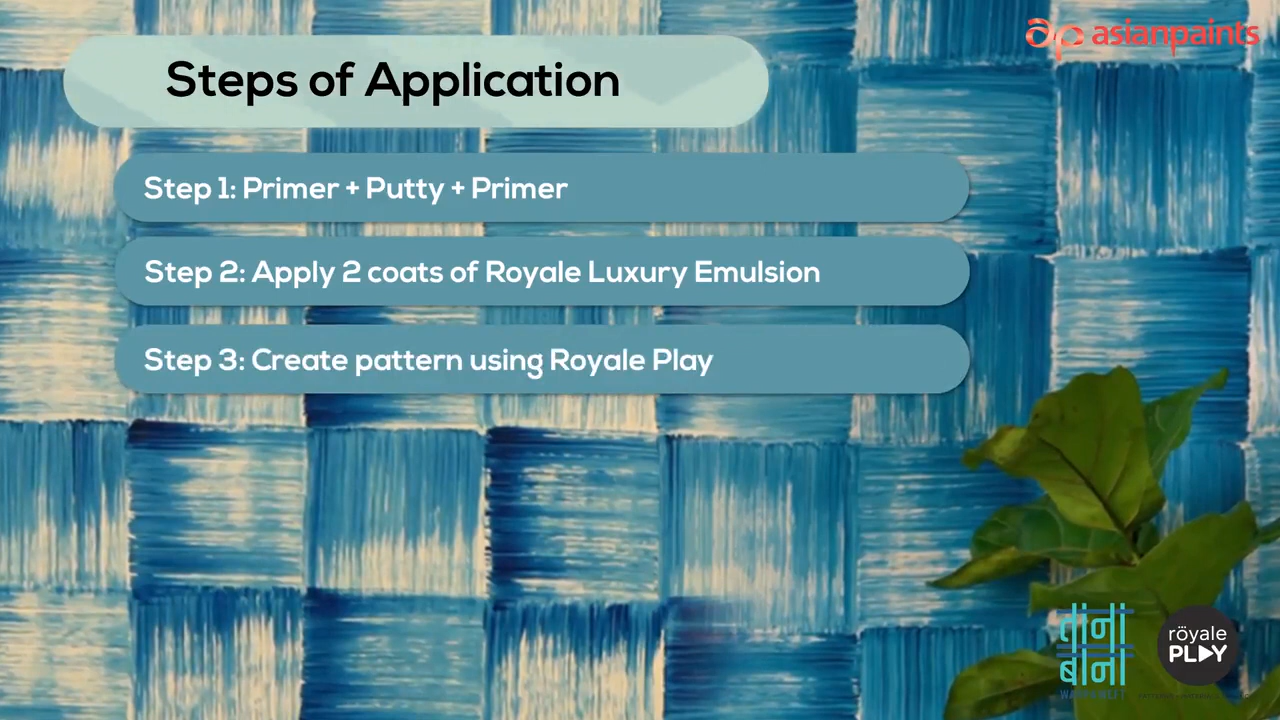 asianpaints
Steps of Application
Step 1: Primer + Putty + Primer
Step 2: Apply 2 coats of Royale Luxury Emulsion
Step 3: Create pattern using Royale Play
ताना
बाना
WARP & WEFT
röyale
PLAY